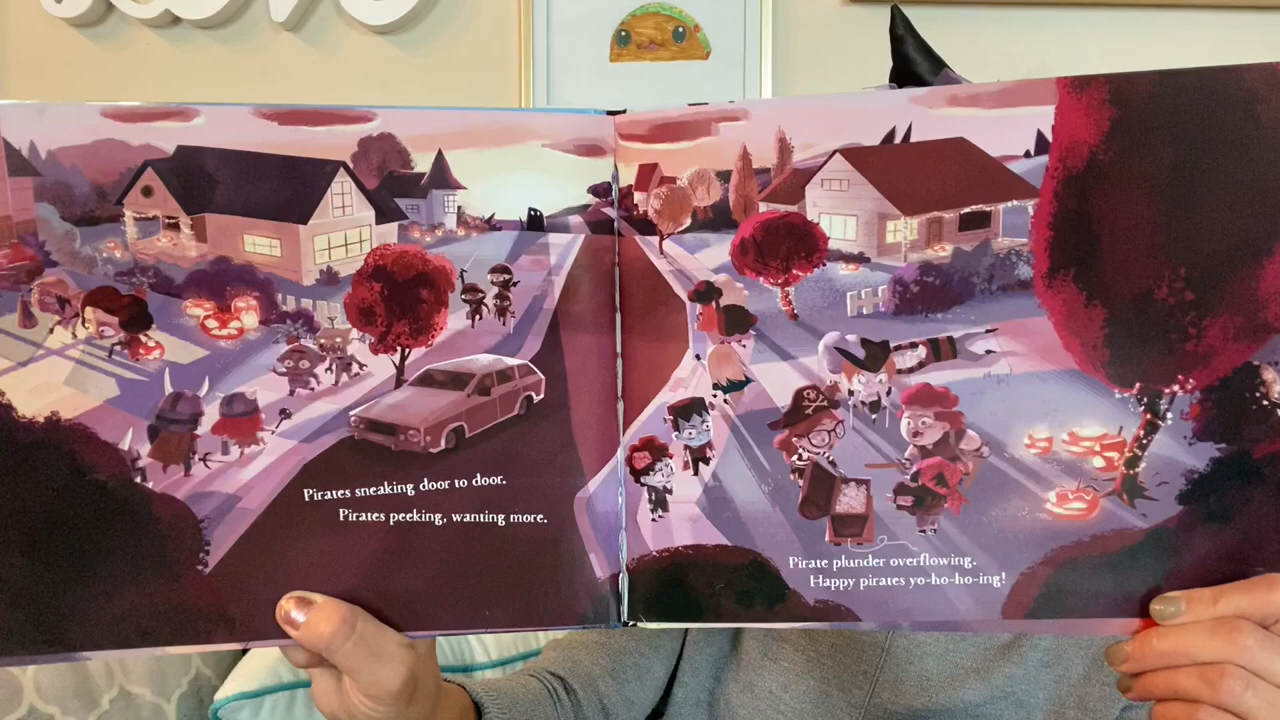 Pirates sneaking door to door.
Pirates peeking, wanting more.
Pirate plunder overflowing.
Happy pirates yo-ho-ho-ing!